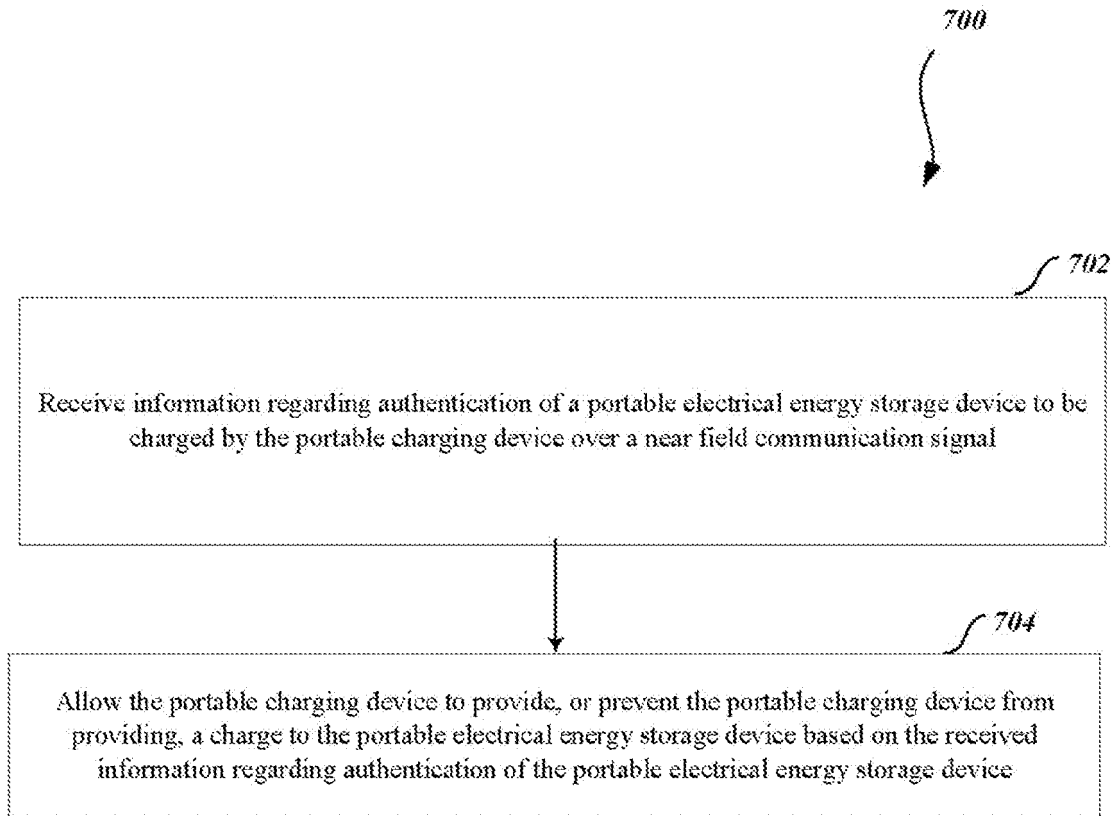 700
702
Receive information regarding authentication of a portable electrical energy storage device to be
charged by the portable charging device over a near field communication signal
704
Allow the portable charging device to provide, or prevent the portable charging device from
providing, a charge to the portable electrical energy storage device based on the received
information regarding authentication of the portable electrical energy storage device